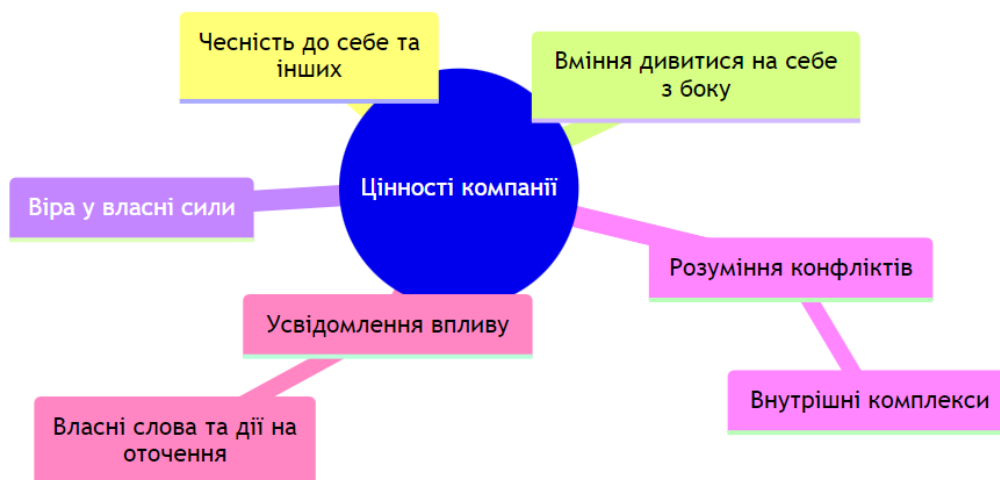 Чесність до себе та
інших
Вміння дивитися на себе
з боку
Цінності компанії
Віра у власні сили
Розуміння конфліктів
Усвідомлення впливу
Внутрішні комплекси
Власні слова та дії на
оточення